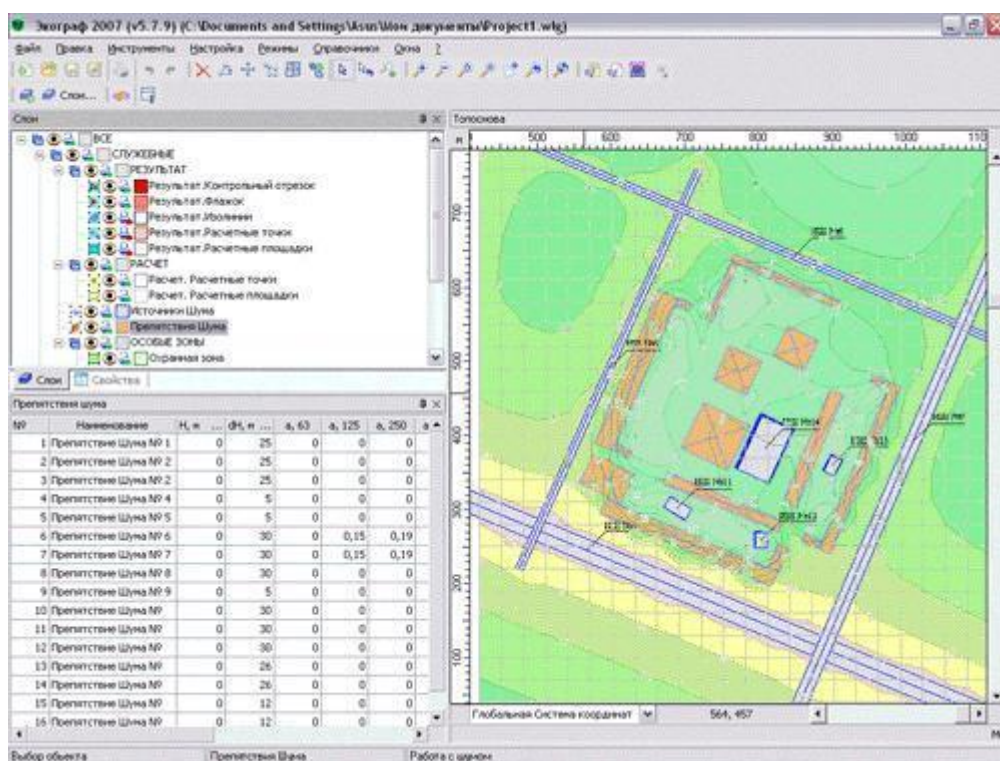 Экограф 2007 (v5.7.9) (C:\Documents and Settings\Asus\Мои документы\Project1.wlg)
Файл Правка Инструменты Настройка Режимы Справочники Окна ?
Слои...
Слои
ВСЕ
СЛУЖЕБНЫЕ
РЕЗУЛЬТАТ
Результат.Контрольный отрезок
Результат.Флажок
Результат.Изолинии
Результат.Расчетные точки
Результат.Расчетные площадки
РАСЧЕТ
Расчет. Расчетные точки
Расчет. Расчетные площадки
Источники Шума
Препятствия Шума
ОСОБЫЕ ЗОНЫ
Охранная зона
Слои Свойства
Препятствия шума
№ Наименование H, м ... dH, м ... a, 63 a, 125 a, 250 a
1 Препятствие Шума № 1 0 25 0 0 0
2 Препятствие Шума № 2 0 25 0 0 0
3 Препятствие Шума № 2 0 25 0 0 0
4 Препятствие Шума № 4 0 5 0 0 0
5 Препятствие Шума № 5 0 5 0 0 0
6 Препятствие Шума № 6 0 30 0 0,15 0,19
7 Препятствие Шума № 7 0 30 0 0,15 0,19
8 Препятствие Шума № 8 0 30 0 0 0
9 Препятствие Шума № 9 0 5 0 0 0
10 Препятствие Шума № 0 30 0 0 0
11 Препятствие Шума № 0 30 0 0 0
12 Препятствие Шума № 0 30 0 0 0
13 Препятствие Шума № 0 26 0 0 0
14 Препятствие Шума № 0 26 0 0 0
15 Препятствие Шума № 0 12 0 0 0
16 Препятствие Шума № 0 12 0 0 0
Топооснова
м 500 600 700 800 900 1000 110
700
600
500
400
300
200
100
Глобальная Система координат 564, 457
Выбор объекта Препятствия Шума Работа с шумом